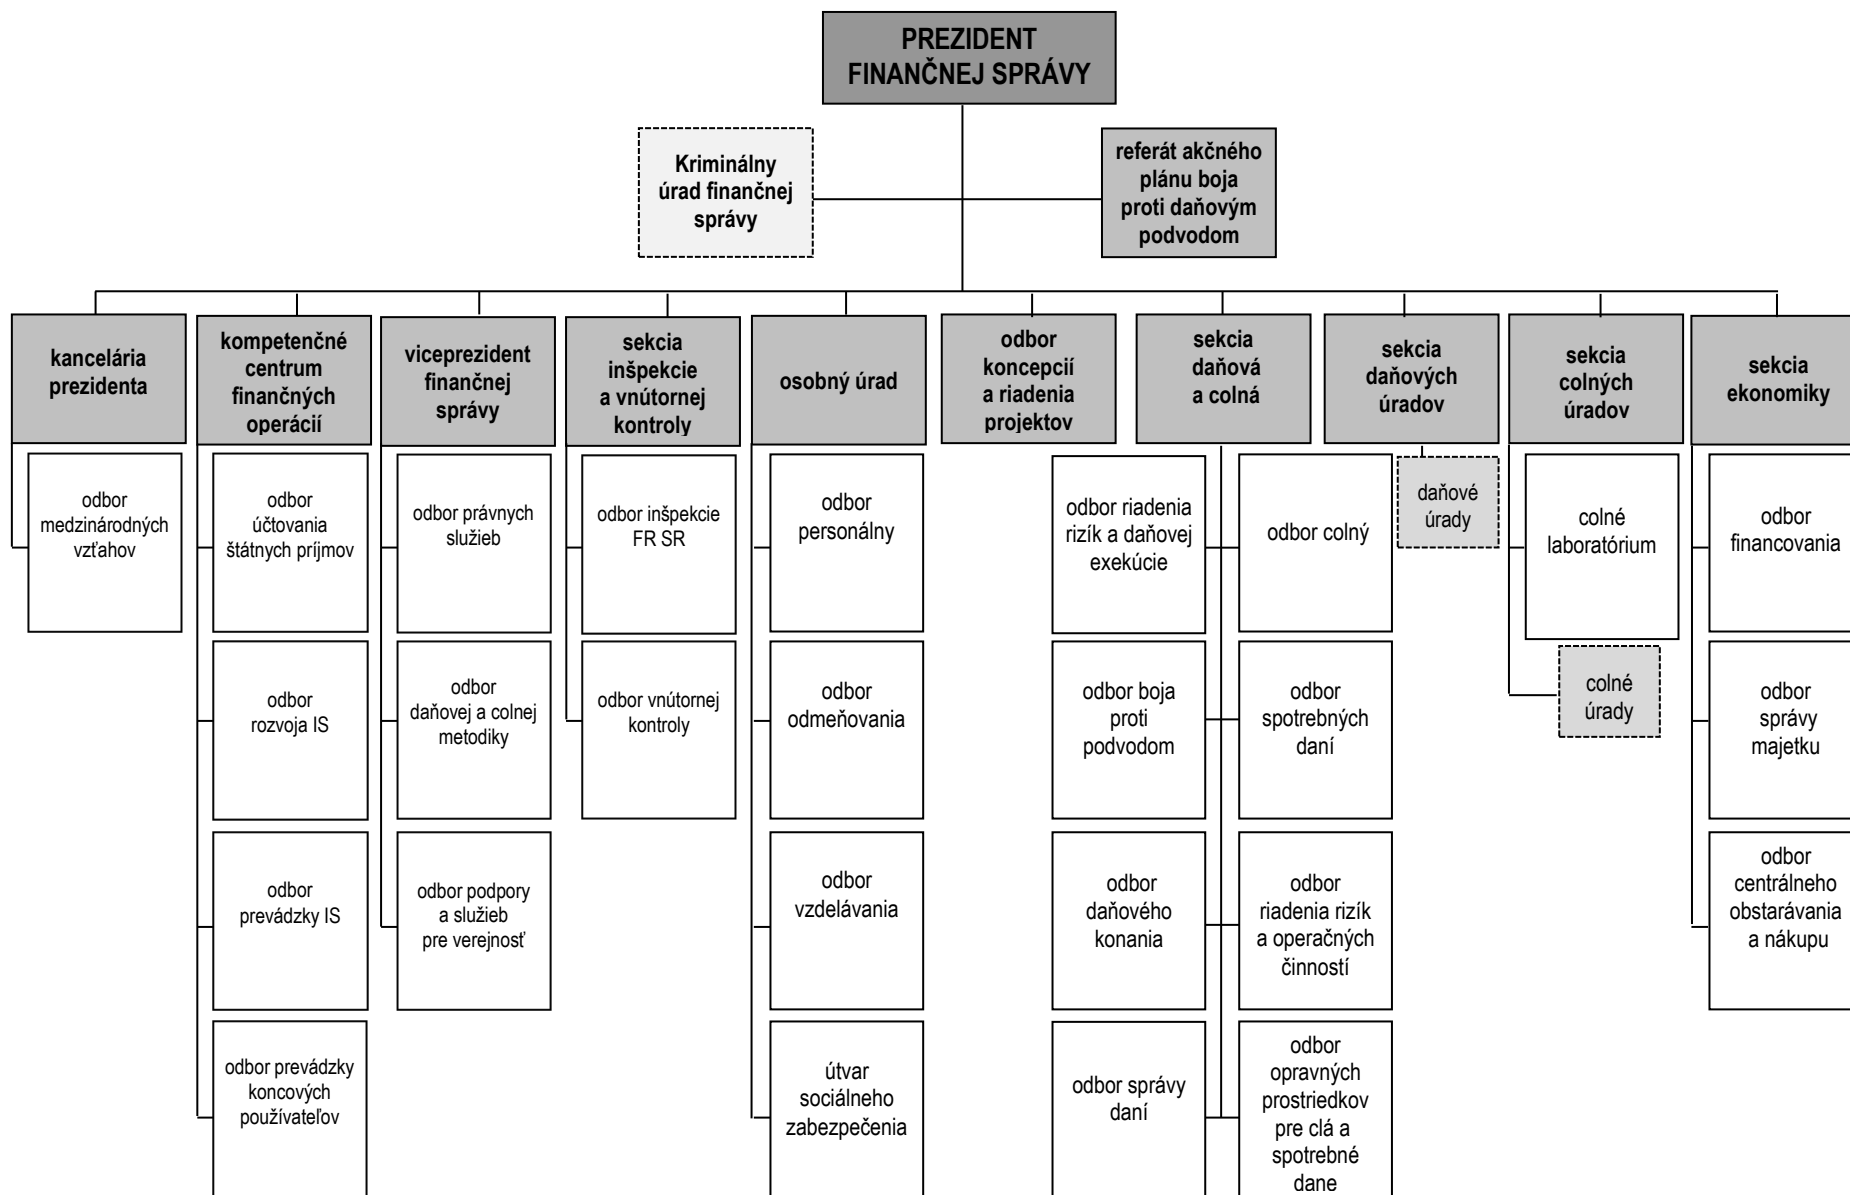 PREZIDENT
FINANČNEJ SPRÁVY
Kriminálny
úrad finančnej
správy
referát akčného
plánu boja
proti daňovým
podvodom
kancelária
prezidenta
kompetenčné
centrum
finančných
operácií
viceprezident
finančnej
správy
sekcia
inšpekcie
a vnútornej
kontroly
osobný úrad
odbor
koncepcií
a riadenia
projektov
sekcia
daňová
a colná
sekcia
daňových
úradov
sekcia
colných
úradov
sekcia
ekonomiky
odbor
medzinárodných
vzťahov
odbor
účtovania
štátnych príjmov
odbor právnych
služieb
odbor inšpekcie
FR SR
odbor
personálny
odbor riadenia
rizík a daňovej
exekúcie
odbor colný
daňové
úrady
colné
laboratórium
odbor
financovania
odbor
rozvoja IS
odbor
daňovej a colnej
metodiky
odbor vnútornej
kontroly
odbor
odmeňovania
odbor boja
proti
podvodom
odbor
spotrebných
daní
colné
úrady
odbor
správy
majetku
odbor
prevádzky IS
odbor podpory
a služieb
pre verejnosť
odbor
vzdelávania
odbor
daňového
konania
odbor
riadenia rizík
a operačných
činností
odbor
centrálneho
obstarávania
a nákupu
odbor prevádzky
koncových
používateľov
útvar
sociálneho
zabezpečenia
odbor správy
daní
odbor
opravných
prostriedkov
pre clá a
spotrebné
dane